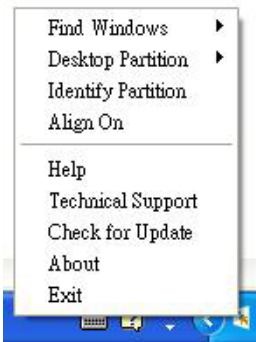 Find Windows
Desktop Partition
Identify Partition
Align On
Help
Technical Support
Check for Update
About
Exit